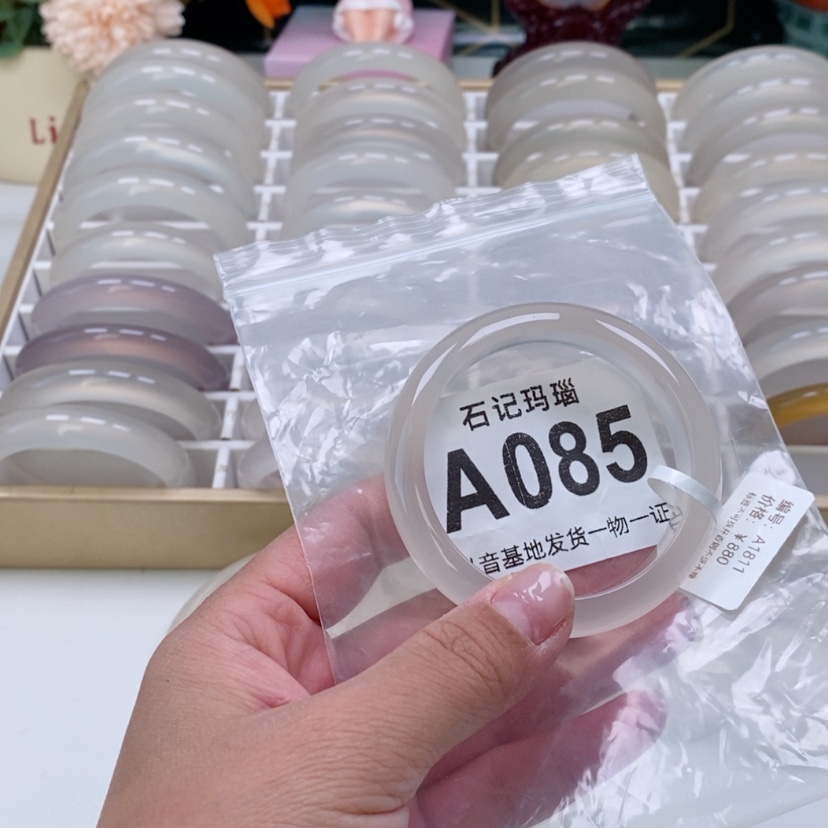 Li
石记玛瑙
A085
音基地发货一物一证
编号: A1811
价格: ¥880